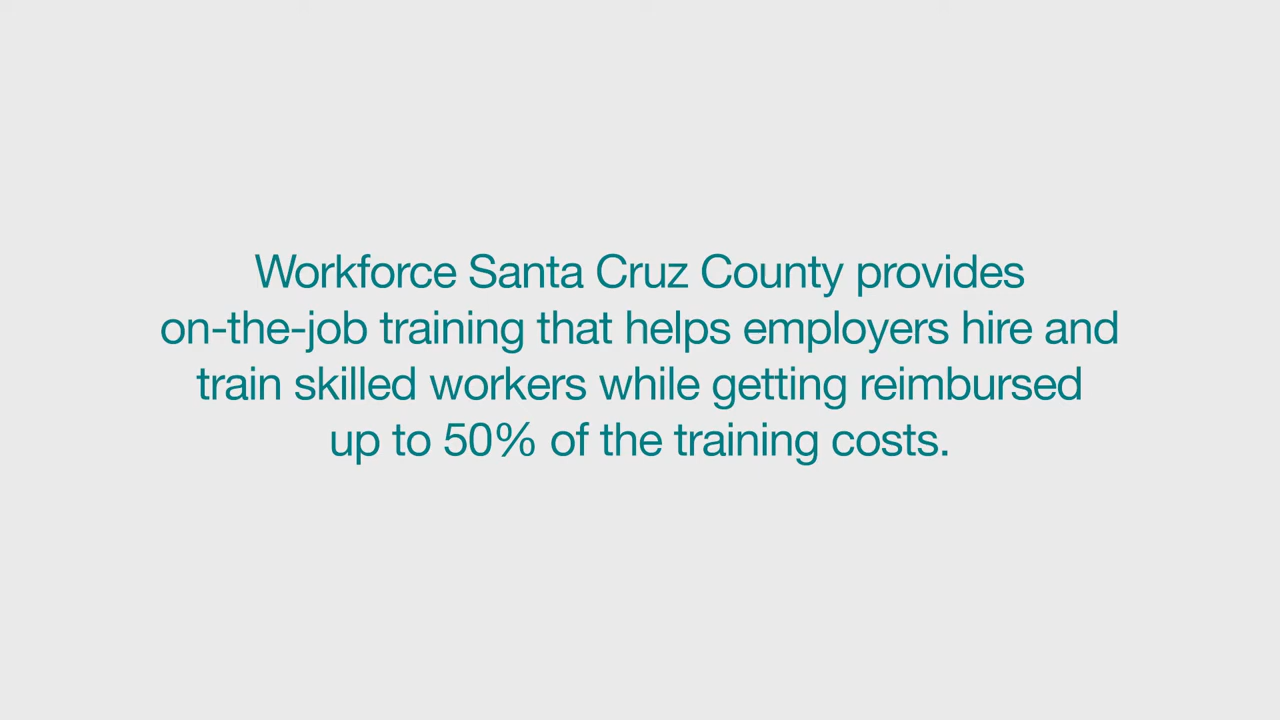 Workforce Santa Cruz County provides
on-the-job training that helps employers hire and
train skilled workers while getting reimbursed
up to 50% of the training costs.